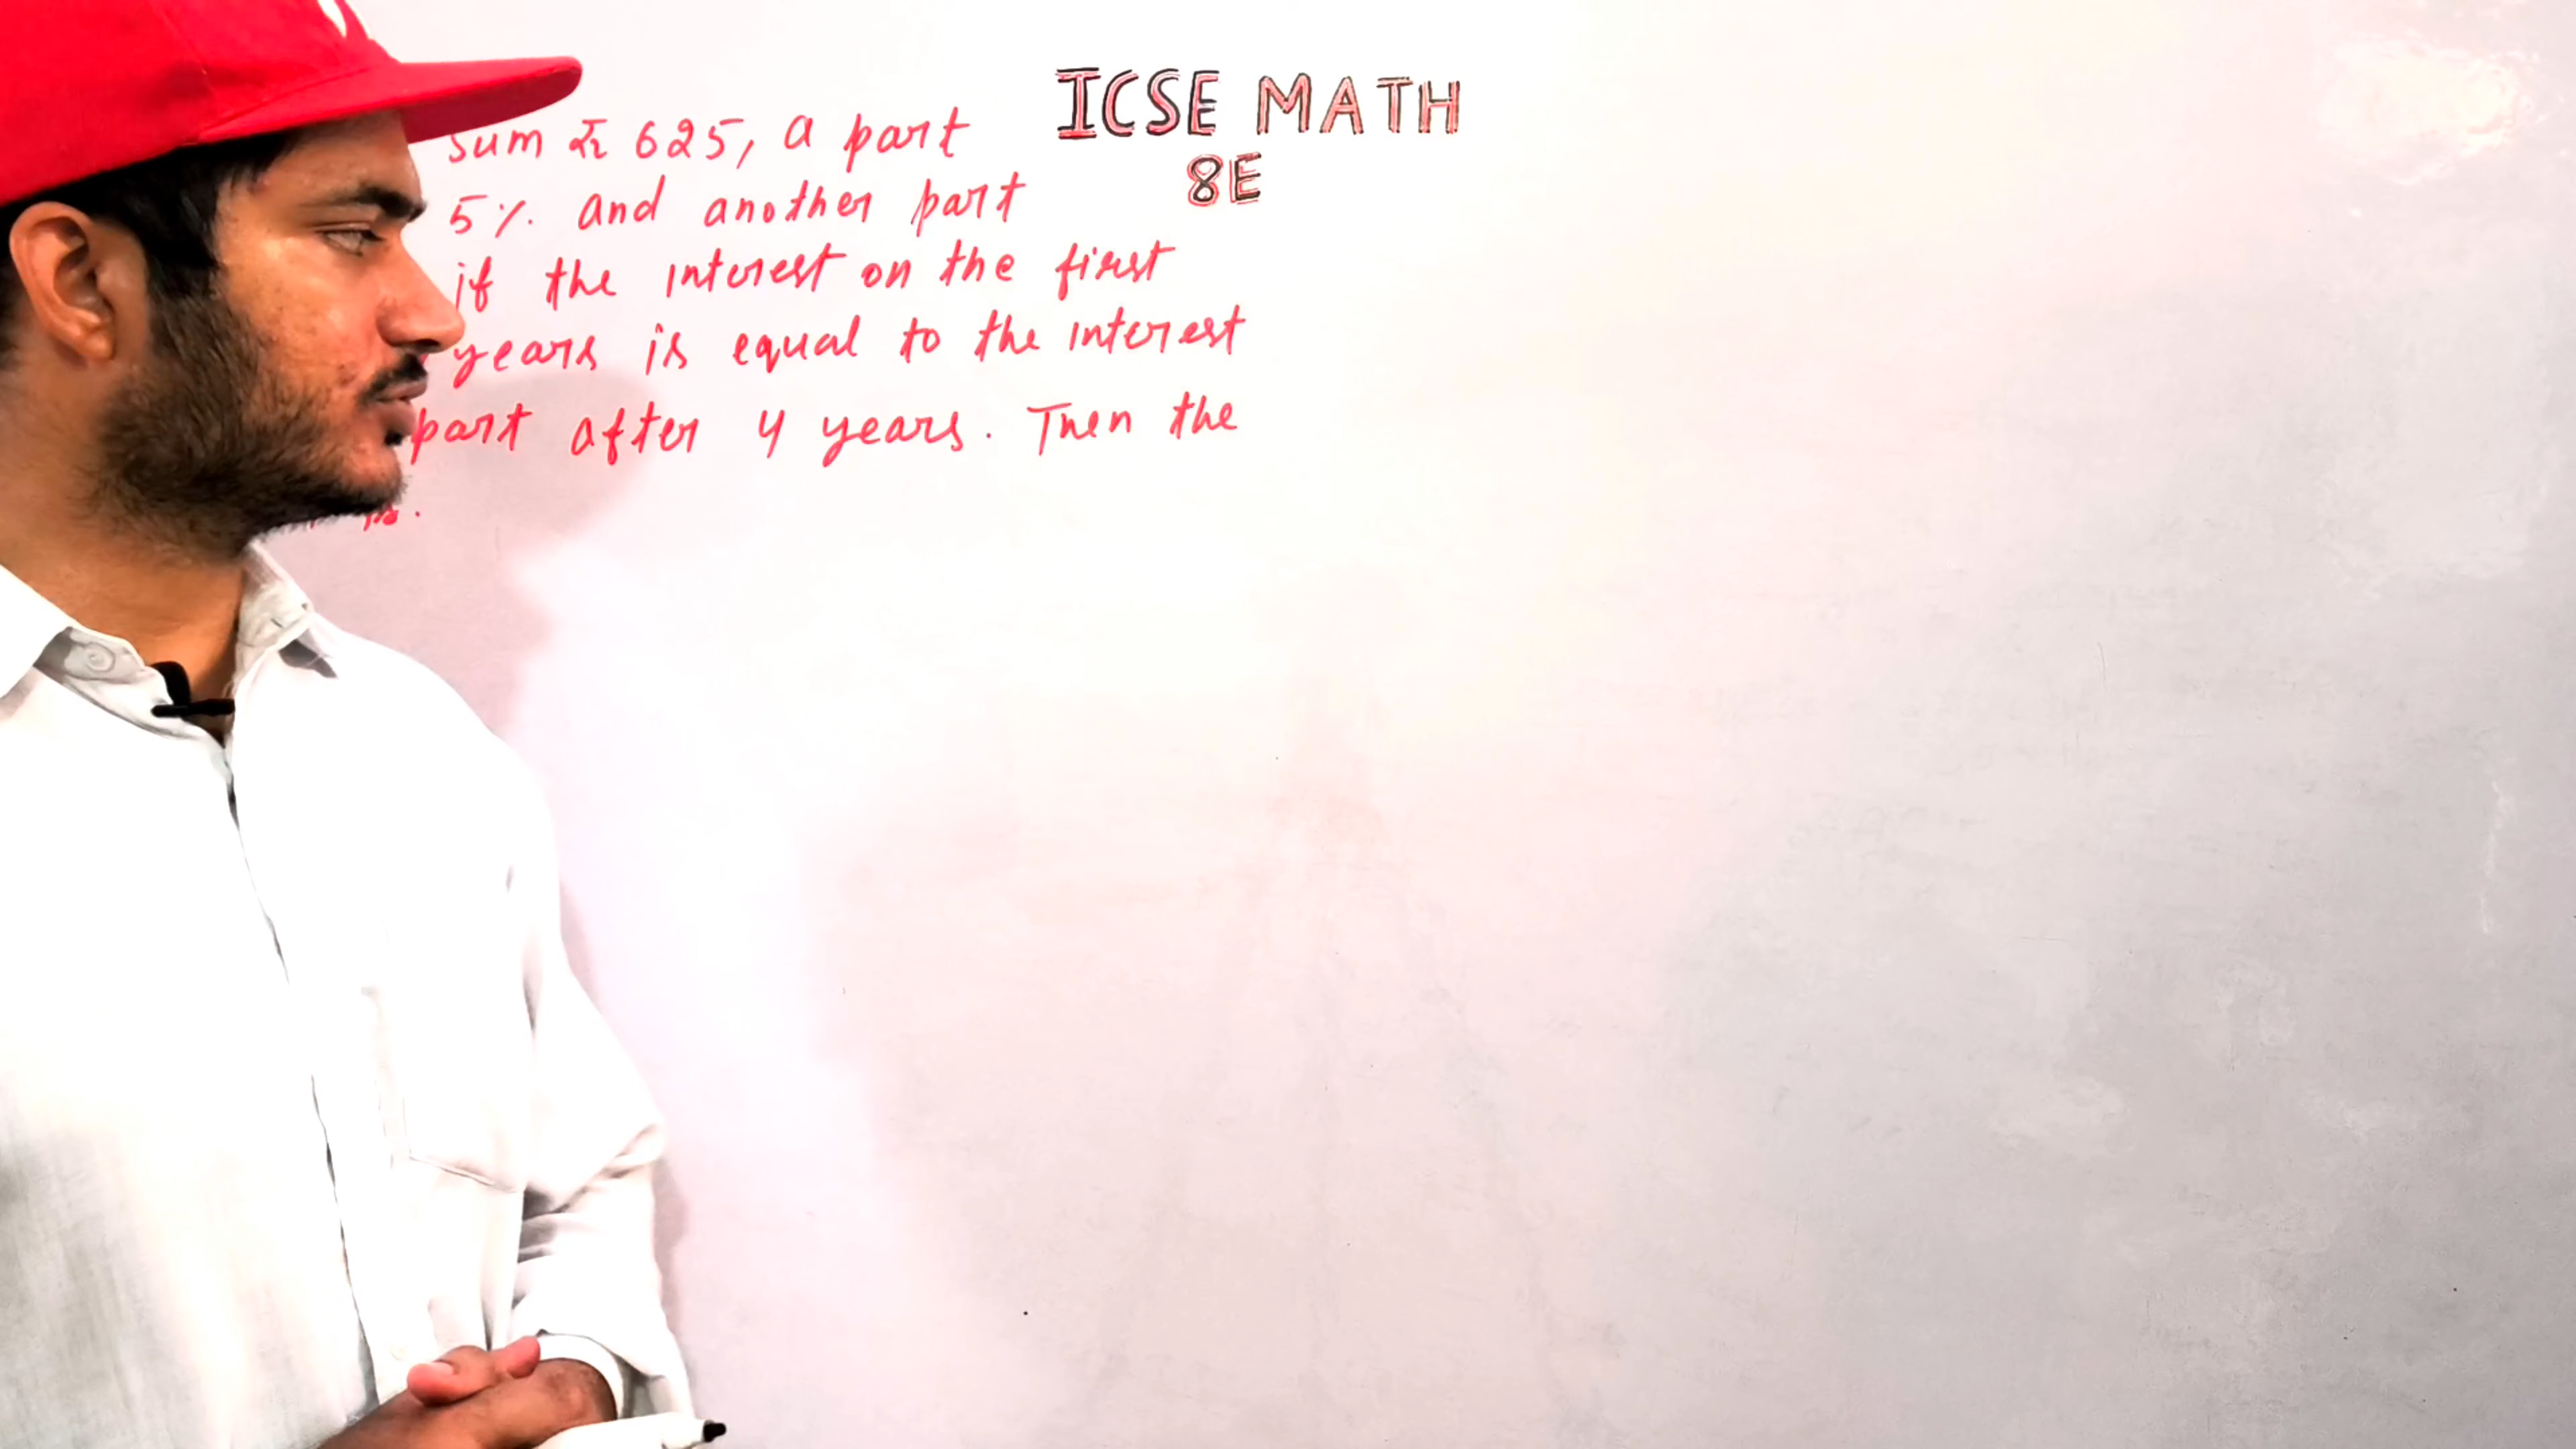 ICSE MATH
8E
sum रु 625, a part
5%. and another part
if the interest on the first
years is equal to the interest
part after 4 years. Then the
is.